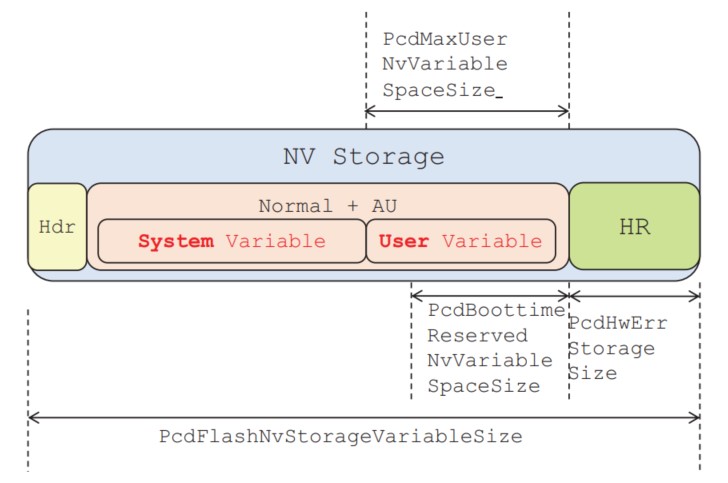 PcdMaxUser
NvVariable
SpaceSize_
NV Storage
Hdr
Normal + AU
System Variable
User Variable
HR
PcdBoottime
Reserved
NvVariable
SpaceSize
PcdHwErr
Storage
Size
PcdFlashNvStorageVariableSize